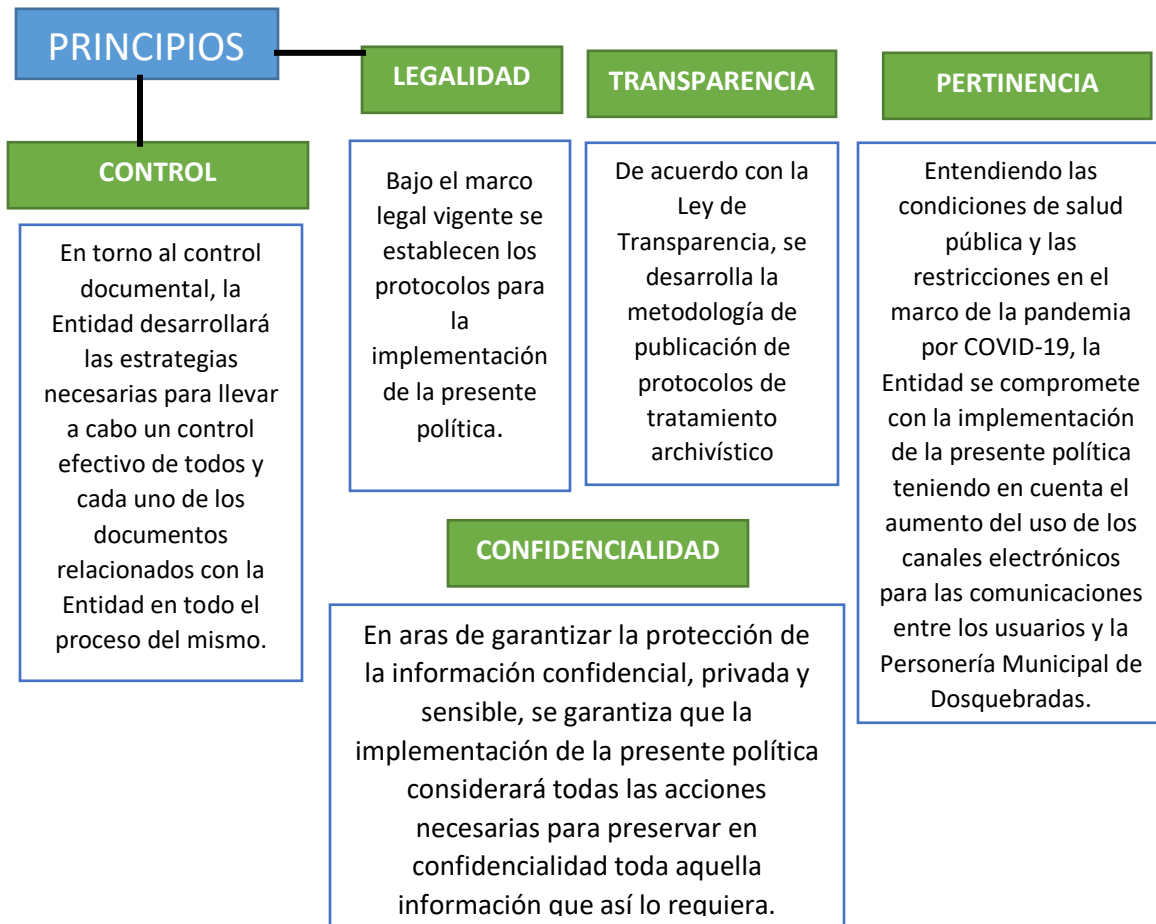 PRINCIPIOS
CONTROL
En torno al control
documental, la
Entidad desarrollará
las estrategias
necesarias para llevar
a cabo un control
efectivo de todos y
cada uno de los
documentos
relacionados con la
Entidad en todo el
proceso del mismo.
LEGALIDAD
Bajo el marco
legal vigente se
establecen los
protocolos para
la
implementación
de la presente
política.
TRANSPARENCIA
De acuerdo con la
Ley de
Transparencia, se
desarrolla la
metodología de
publicación de
protocolos de
tratamiento
archivístico
PERTINENCIA
Entendiendo las
condiciones de salud
pública y las
restricciones en el
marco de la pandemia
por COVID-19, la
Entidad se compromete
con la implementación
de la presente política
teniendo en cuenta el
aumento del uso de los
canales electrónicos
para las comunicaciones
entre los usuarios y la
Personería Municipal de
Dosquebradas.
CONFIDENCIALIDAD
En aras de garantizar la protección de
la información confidencial, privada y
sensible, se garantiza que la
implementación de la presente política
considerará todas las acciones
necesarias para preservar en
confidencialidad toda aquella
información que así lo requiera.